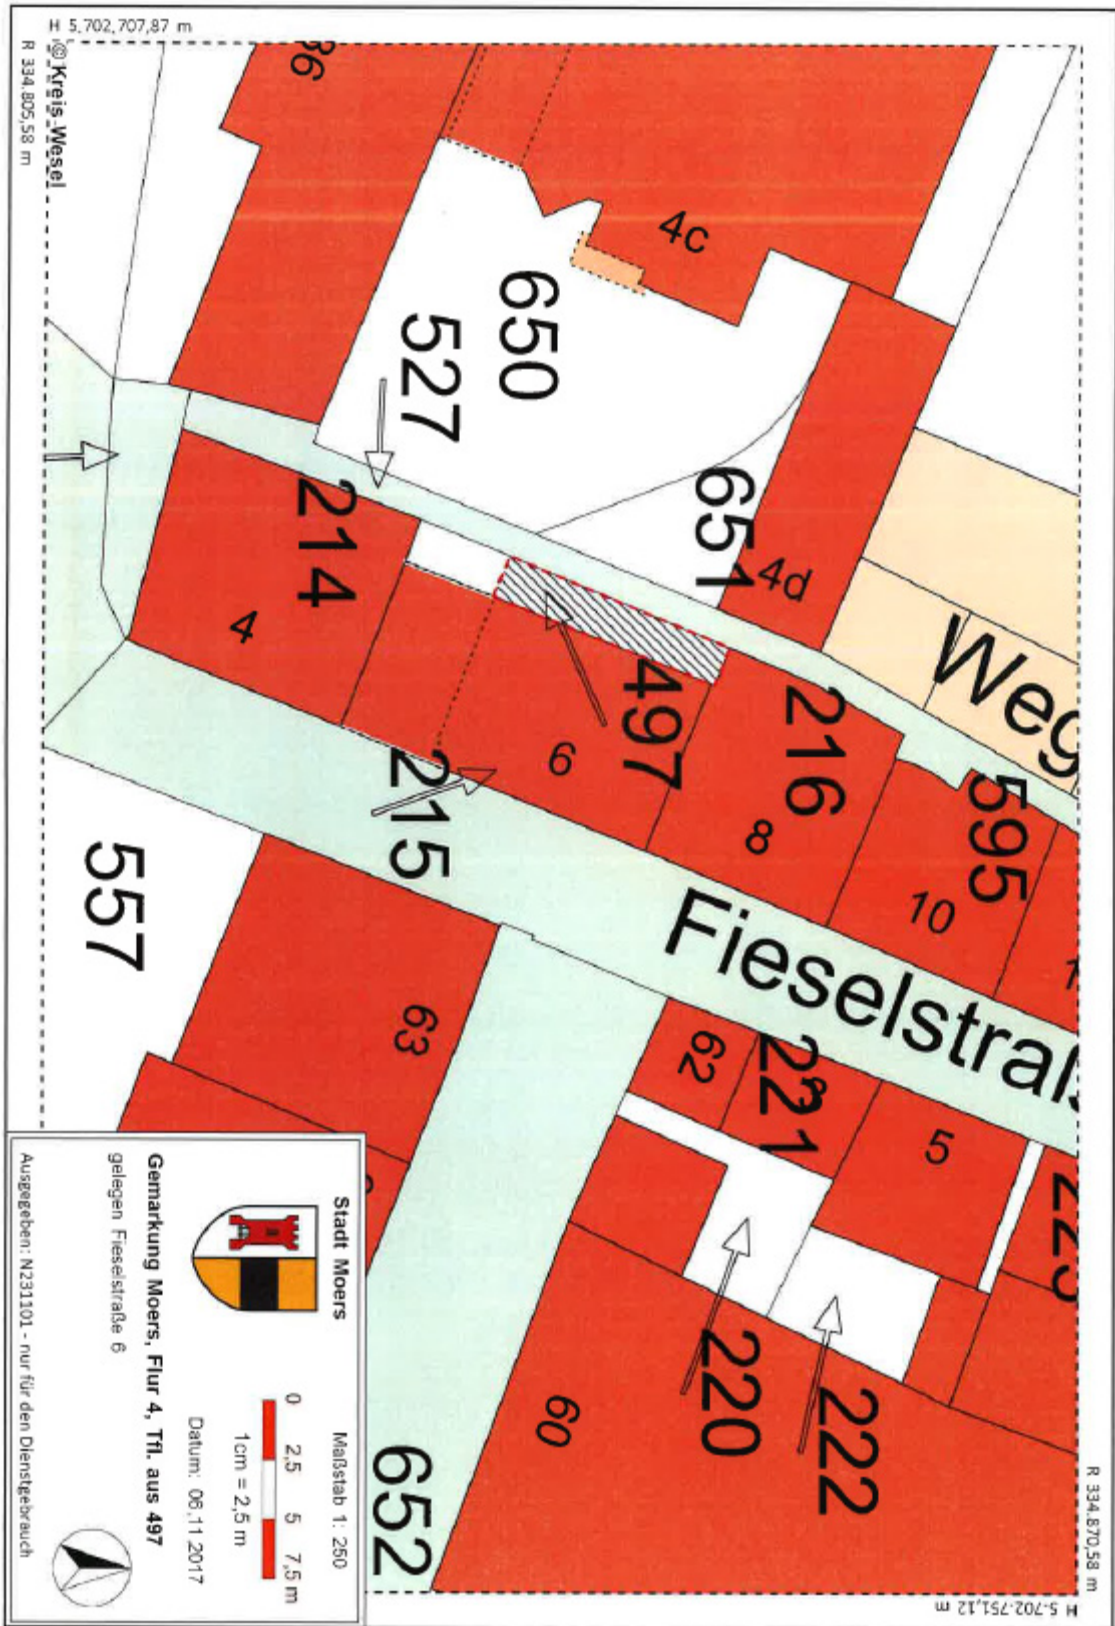 H 5.702.707,87 m
R 334.805,58 m
© Kreis Wesel
R 334.870,58 m
H 5.702.751,12 m
4c
650
527
651
4d
Weg
214
4
497
6
215
216
8
595
10
1
Fieselstraß
557
63
62
221
3
5
223
220
222
60
652
Stadt Moers
Maßstab 1: 250
0 2,5 5 7,5 m
1cm = 2,5 m
Datum: 06.11.2017
Gemarkung Moers, Flur 4, Tfl. aus 497
gelegen Fieselstraße 6
Ausgegeben: N231101 - nur für den Dienstgebrauch